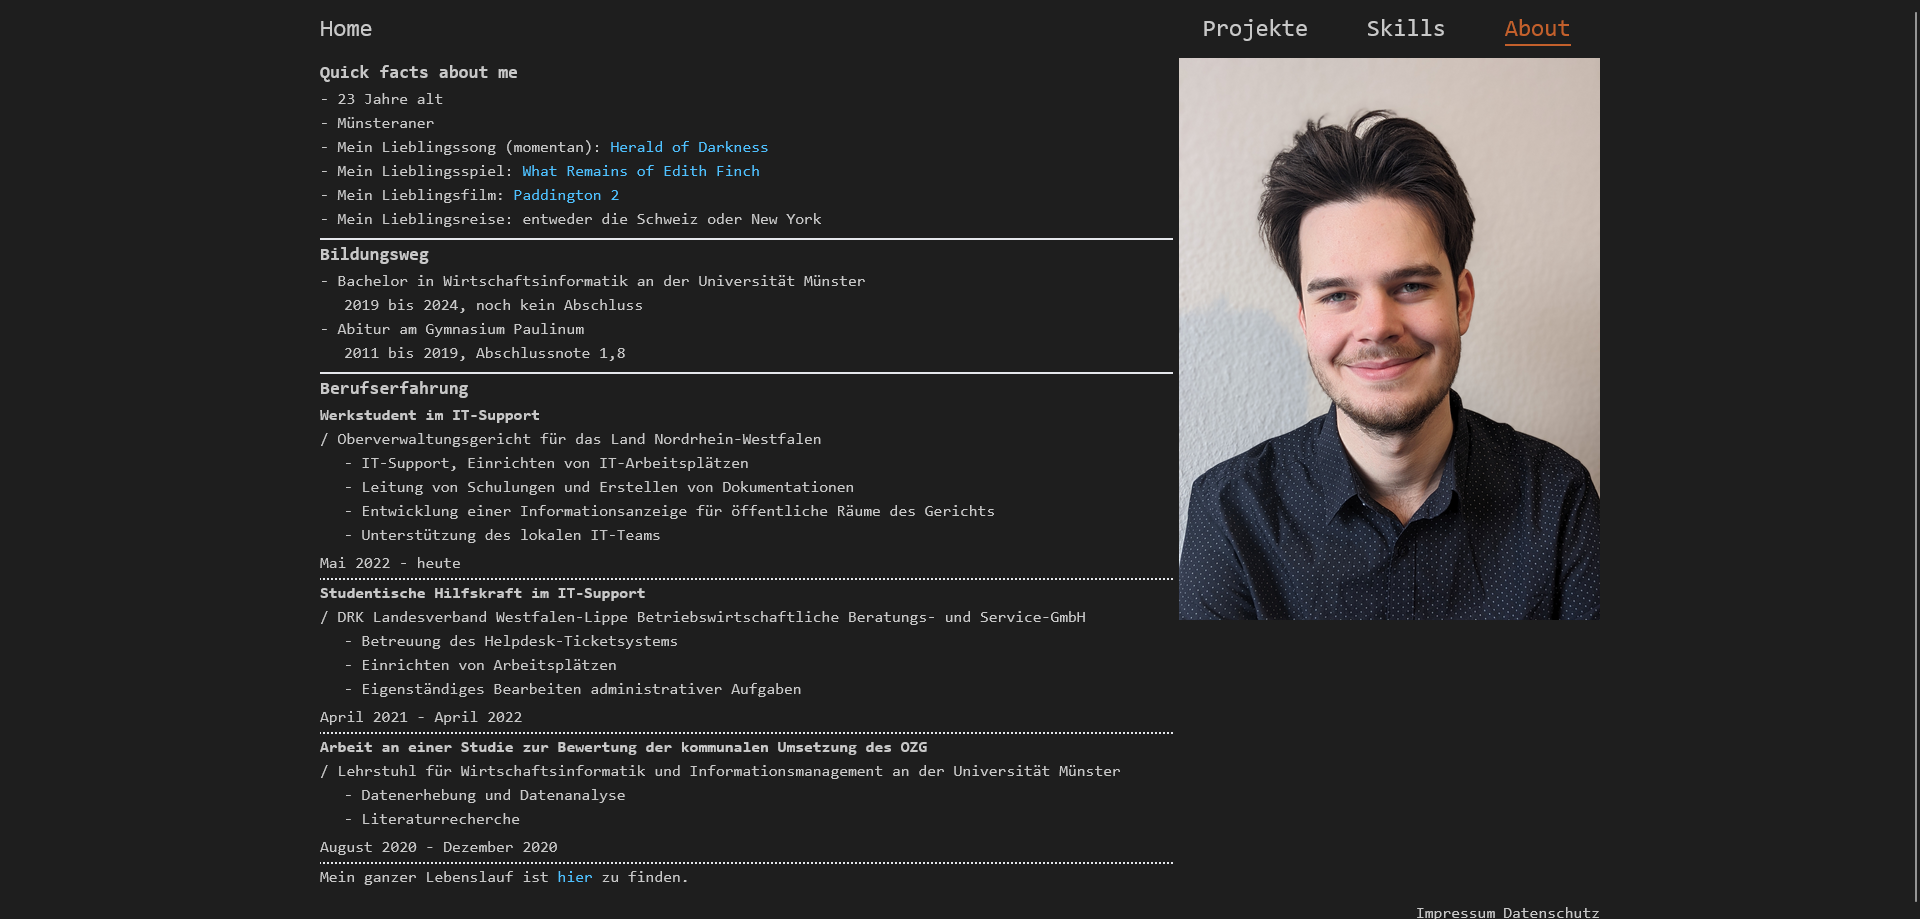 Home
Projekte Skills About
Quick facts about me
- 23 Jahre alt
- Münsteraner
- Mein Lieblingssong (momentan): Herald of Darkness
- Mein Lieblingsspiel: What Remains of Edith Finch
- Mein Lieblingsfilm: Paddington 2
- Mein Lieblingsreise: entweder die Schweiz oder New York
Bildungsweg
- Bachelor in Wirtschaftsinformatik an der Universität Münster
2019 bis 2024, noch kein Abschluss
- Abitur am Gymnasium Paulinum
2011 bis 2019, Abschlussnote 1,8
Berufserfahrung
Werkstudent im IT-Support
/ Oberverwaltungsgericht für das Land Nordrhein-Westfalen
- IT-Support, Einrichten von IT-Arbeitsplätzen
- Leitung von Schulungen und Erstellen von Dokumentationen
- Entwicklung einer Informationsanzeige für öffentliche Räume des Gerichts
- Unterstützung des lokalen IT-Teams
Mai 2022 - heute
Studentische Hilfskraft im IT-Support
/ DRK Landesverband Westfalen-Lippe Betriebswirtschaftliche Beratungs- und Service-GmbH
- Betreuung des Helpdesk-Ticketsystems
- Einrichten von Arbeitsplätzen
- Eigenständiges Bearbeiten administrativer Aufgaben
April 2021 - April 2022
Arbeit an einer Studie zur Bewertung der kommunalen Umsetzung des OZG
/ Lehrstuhl für Wirtschaftsinformatik und Informationsmanagement an der Universität Münster
- Datenerhebung und Datenanalyse
- Literaturrecherche
August 2020 - Dezember 2020
Mein ganzer Lebenslauf ist hier zu finden.
Impressum Datenschutz